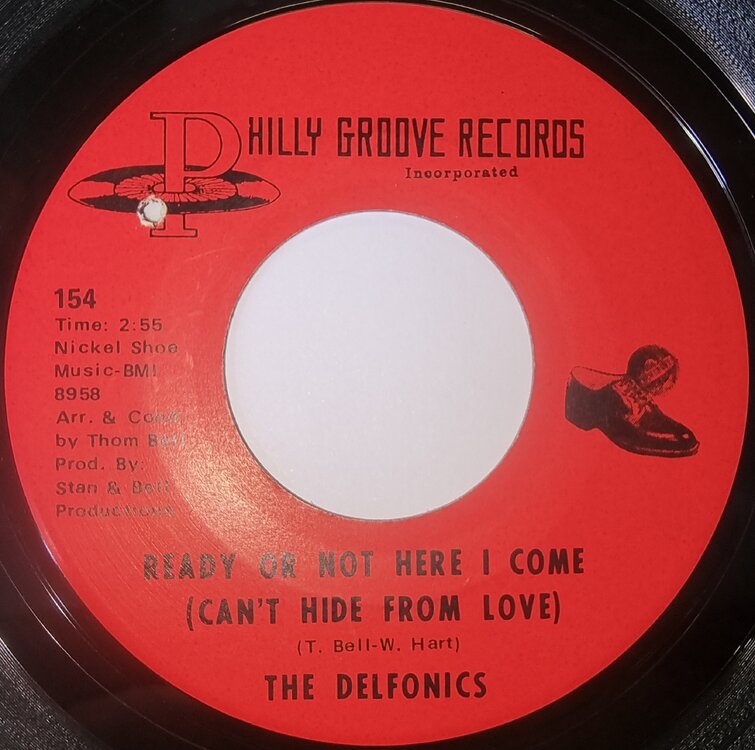 PHILLY GROOVE RECORDS
Incorporated
154
Time: 2:55
Nickel Shoe
Music-BMI
8958
Arr. & Cond.
by Thom Bell
Prod. By:
Stan & Bell
Productions
READY OR NOT HERE I COME
(CAN'T HIDE FROM LOVE)
(T. Bell-W. Hart)
THE DELFONICS